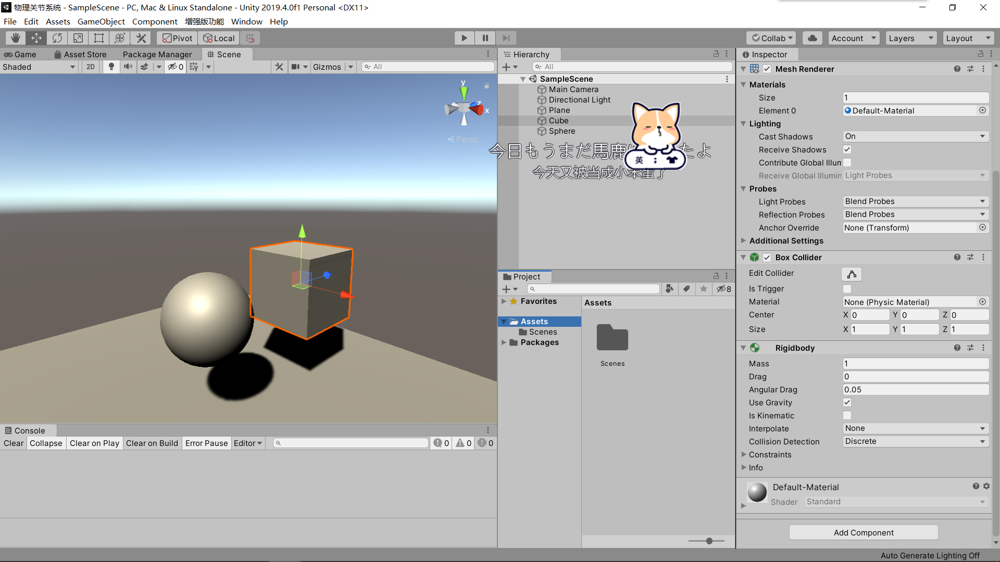 物理关节系统 - SampleScene - PC, Mac & Linux Standalone - Unity 2019.4.0f1 Personal <DX11>
File Edit Assets GameObject Component 增强版功能 Window Help
Pivot Local Collab Account Layers Layout
Game Asset Store Package Manager Scene
Shaded 2D 0 Gizmos All
y
z
x
Persp
Console
Clear Collapse Clear on Play Clear on Build Error Pause Editor 0 0 0
Hierarchy
All
SampleScene
Main Camera
Directional Light
Plane
Cube
Sphere
今日もうまだ馬鹿 たよ
英 ;
今天又被当成小笨蛋了
Project
8
Favorites
Assets
Scenes
Packages
Assets
Scenes
Inspector
Mesh Renderer
Materials
Size 1
Element 0 Default-Material
Lighting
Cast Shadows On
Receive Shadows
Contribute Global Illum
Receive Global Illumin Light Probes
Probes
Light Probes Blend Probes
Reflection Probes Blend Probes
Anchor Override None (Transform)
Additional Settings
Box Collider
Edit Collider
Is Trigger
Material None (Physic Material)
Center X 0 Y 0 Z 0
Size X 1 Y 1 Z 1
Rigidbody
Mass 1
Drag 0
Angular Drag 0.05
Use Gravity
Is Kinematic
Interpolate None
Collision Detection Discrete
Constraints
Info
Default-Material
Shader Standard
Add Component
Auto Generate Lighting Off